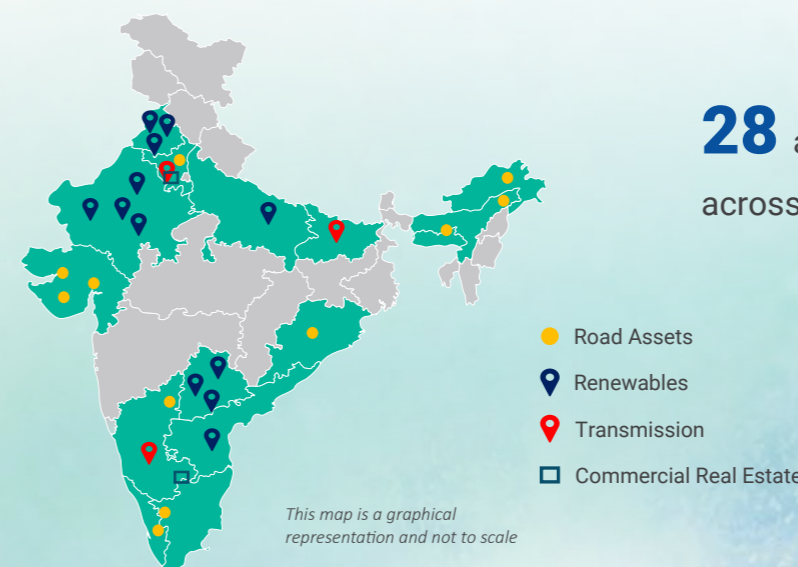 28 a
across
Road Assets
Renewables
Transmission
Commercial Real Estate
This map is a graphical
representation and not to scale